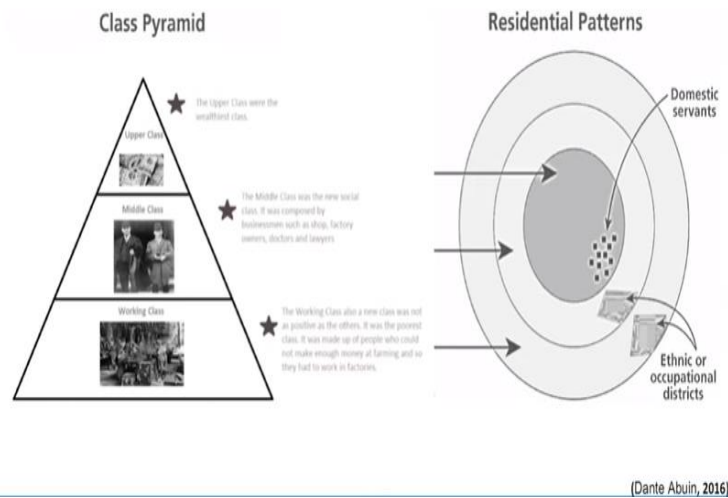 Class Pyramid
The Upper Class were the
wealthiest class.
Upper Class
The Middle Class was the new social
class. It was composed by
businessmen such as shop, factory
owners, doctors and lawyers
Middle Class
The Working Class also a new class was not
as positive as the others. It was the poorest
class. It was made up of people who could
not make enough money at farming and so
they had to work in factories.
Working Class
Residential Patterns
Domestic
servants
Ethnic or
occupational
districts
(Dante Abuin, 2016)